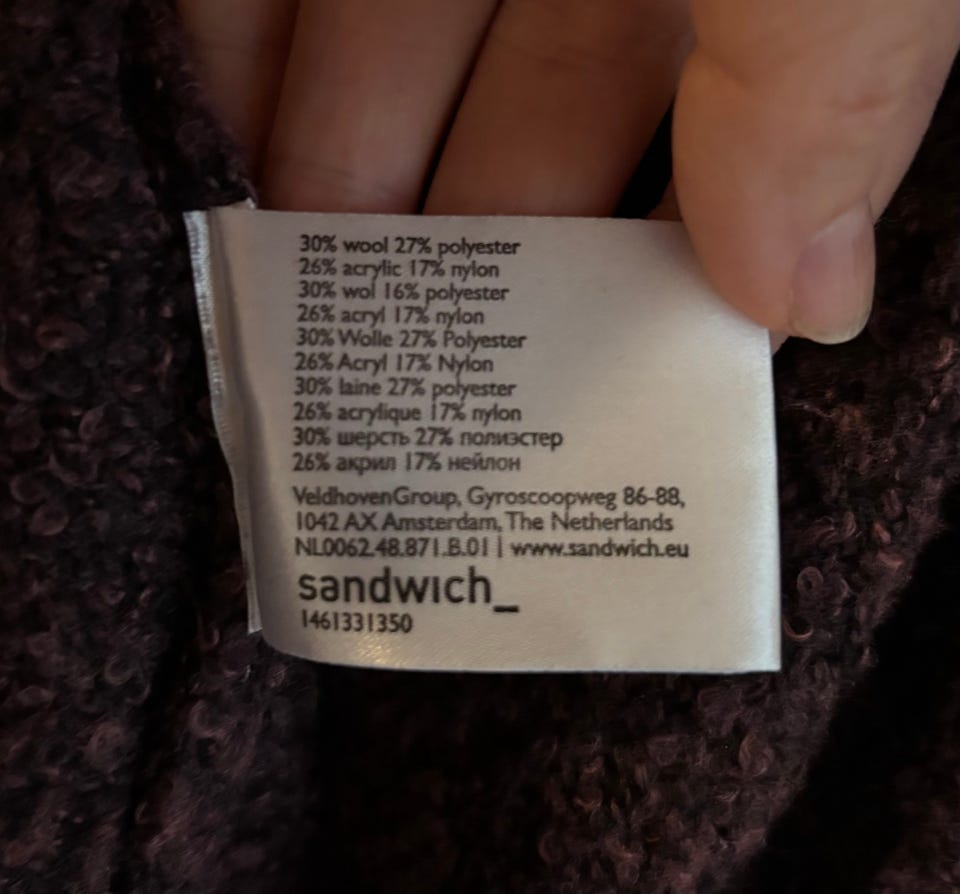 30% wool 27% polyester
26% acrylic 17% nylon
30% wol 16% polyester
26% acryl 17% nylon
30% Wolle 27% Polyester
26% Acryl 17% Nylon
30% laine 27% polyester
26% acrylique 17% nylon
30% шерсть 27% полиэстер
26% акрил 17% нейлон
VeldhovenGroup, Gyroscoopweg 86-88,
1042 AX Amsterdam, The Netherlands
NL0062.48.871.B.01 | www.sandwich.eu
sandwich_
1461331350